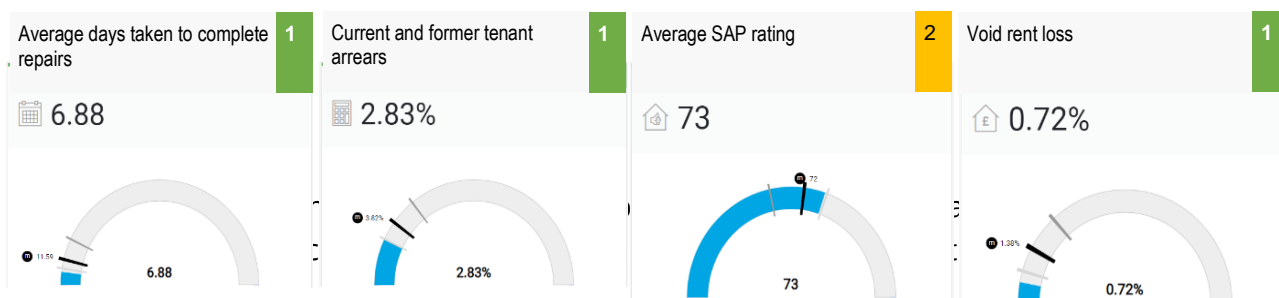 Average days taken to complete
repairs
1
6.88
m 11.59
6.88
Current and former tenant
arrears
1
2.83%
m 3.82%
2.83%
Average SAP rating
2
73
m 72
73
Void rent loss
1
£ 0.72%
m 1.38%
0.72%